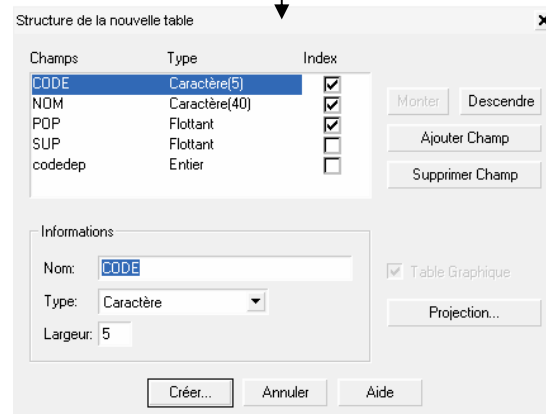 Structure de la nouvelle table
Champs Type Index
CODE Caractère(5)
NOM Caractère(40)
POP Flottant
SUP Flottant
codedep Entier
Monter Descendre
Ajouter Champ
Supprimer Champ
Informations
Nom: CODE
Type: Caractère
Largeur: 5
Table Graphique
Projection...
Créer... Annuler Aide